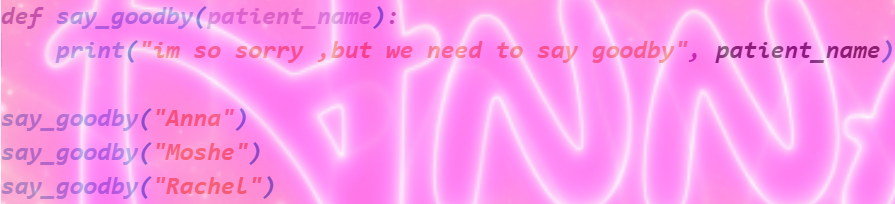 def say_goodby(patient_name):
    print("im so sorry ,but we need to say goodby", patient_name)

say_goodby("Anna")
say_goodby("Moshe")
say_goodby("Rachel")